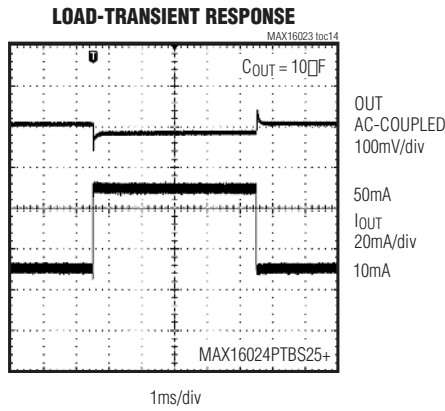 LOAD-TRANSIENT RESPONSE
MAX16023 toc14
T
COUT = 10▯F
OUT
AC-COUPLED
100mV/div
50mA
IOUT
20mA/div
10mA
MAX16024PTBS25+
1ms/div